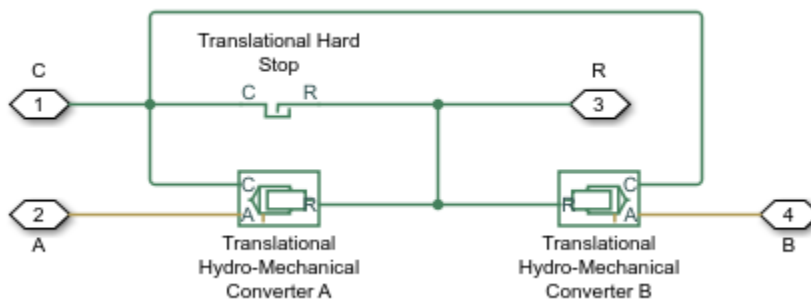 Translational Hard
Stop
C
R
C
R
1
3
C
R
R
C
2
A
A
4
A
B
Translational
Hydro-Mechanical
Converter A
Translational
Hydro-Mechanical
Converter B